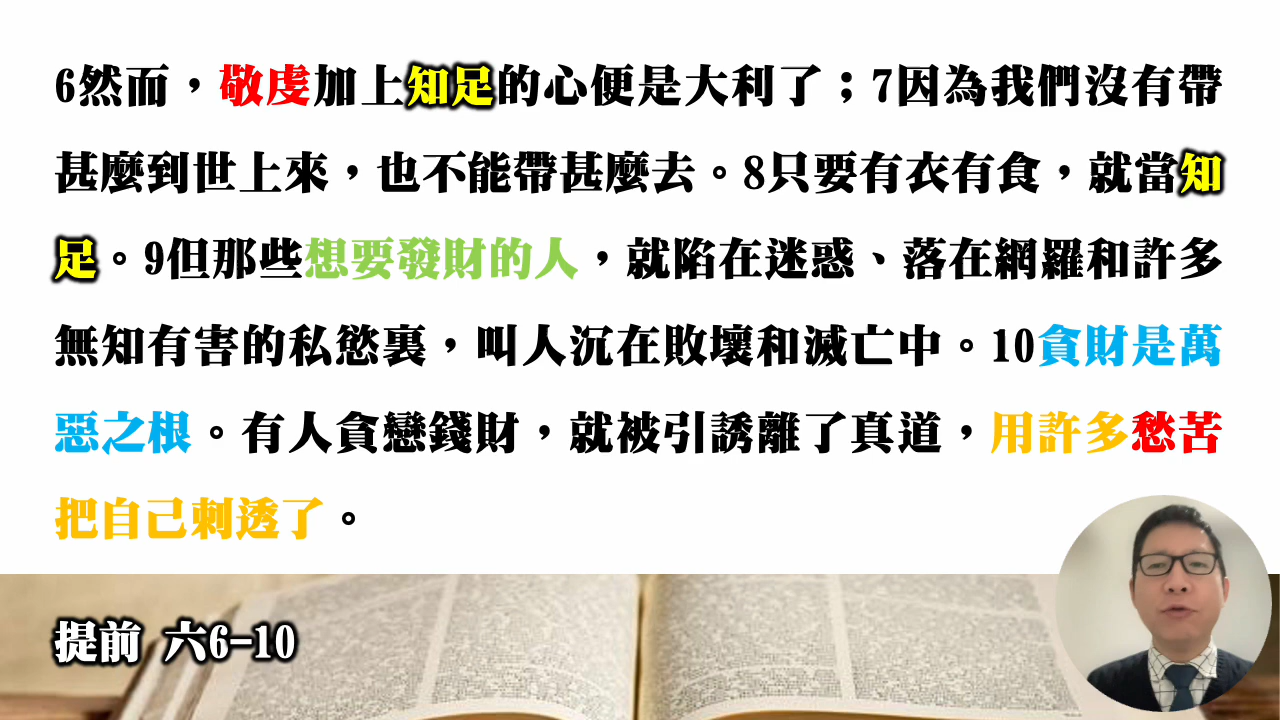 6然而，敬虔加上知足的心便是大利了；7因為我們沒有帶
甚麼到世上來，也不能帶甚麼去。8只要有衣有食，就當知
足。9但那些想要發財的人，就陷在迷惑、落在網羅和許多
無知有害的私慾裏，叫人沉在敗壞和滅亡中。10貪財是萬
惡之根。有人貪戀錢財，就被引誘離了真道，用許多愁苦
把自己刺透了。
提前 六6-10